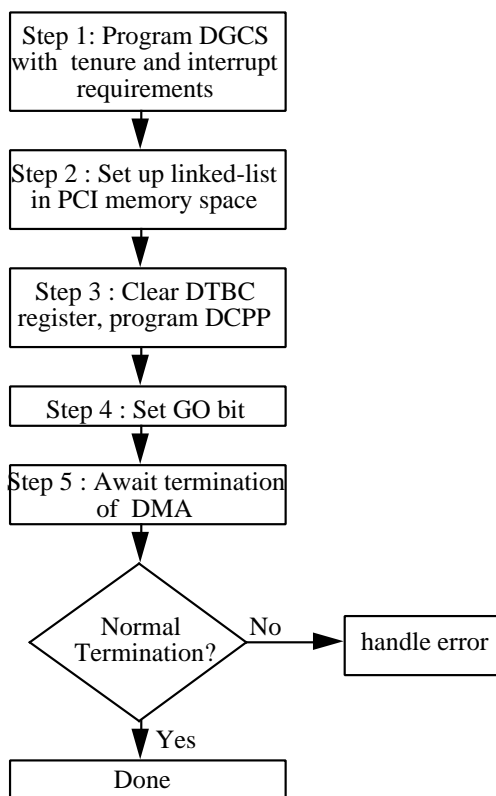 Step 1: Program DGCS
with tenure and interrupt
requirements
Step 2 : Set up linked-list
in PCI memory space
Step 3 : Clear DTBC
register, program DCPP
Step 4 : Set GO bit
Step 5 : Await termination
of DMA
Normal
Termination?
No
handle error
Yes
Done